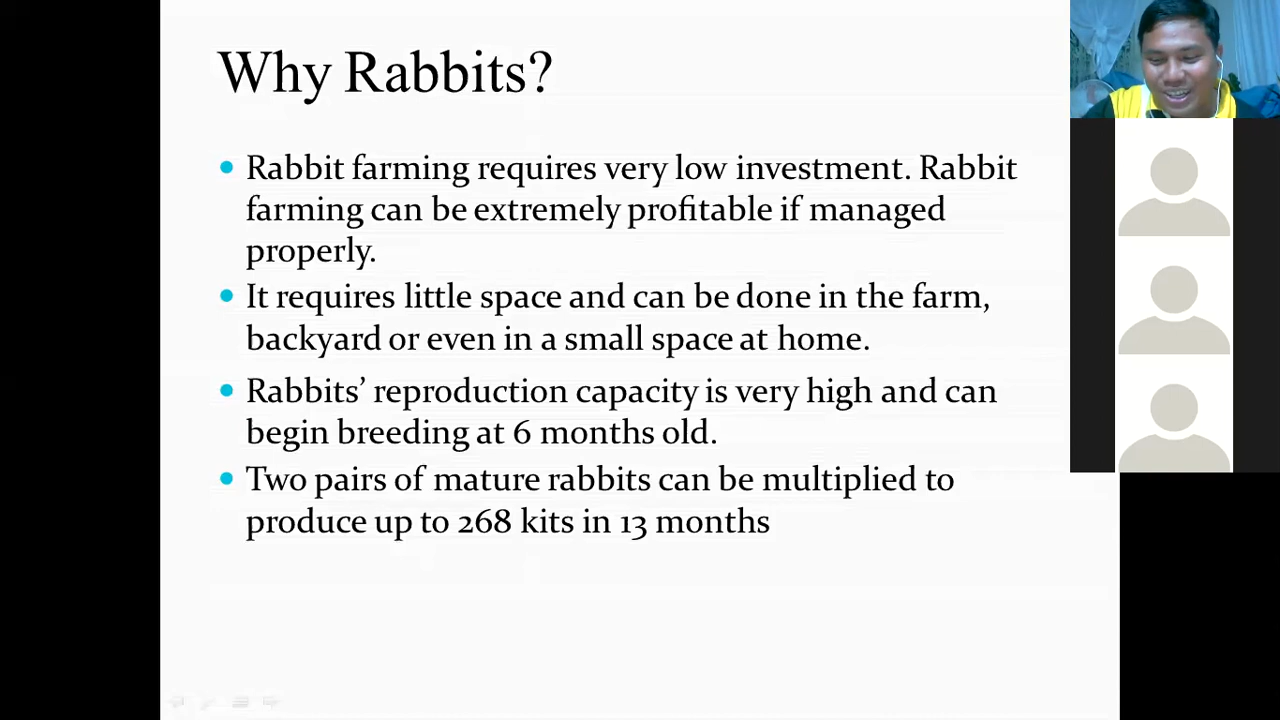 Why Rabbits?
• Rabbit farming requires very low investment. Rabbit
farming can be extremely profitable if managed
properly.
• It requires little space and can be done in the farm,
backyard or even in a small space at home.
• Rabbits’ reproduction capacity is very high and can
begin breeding at 6 months old.
• Two pairs of mature rabbits can be multiplied to
produce up to 268 kits in 13 months